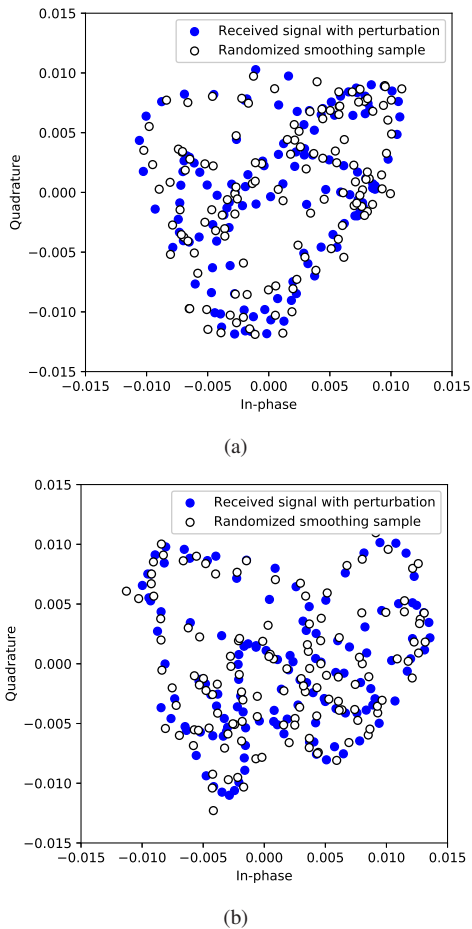 0.015
Received signal with perturbation
Randomized smoothing sample
0.010
0.005
0.000
−0.005
−0.010
−0.015
Quadrature
−0.015 −0.010 −0.005 0.000 0.005 0.010 0.015
In-phase
(a)
0.015
Received signal with perturbation
Randomized smoothing sample
0.010
0.005
0.000
−0.005
−0.010
−0.015
Quadrature
−0.015 −0.010 −0.005 0.000 0.005 0.010 0.015
In-phase
(b)